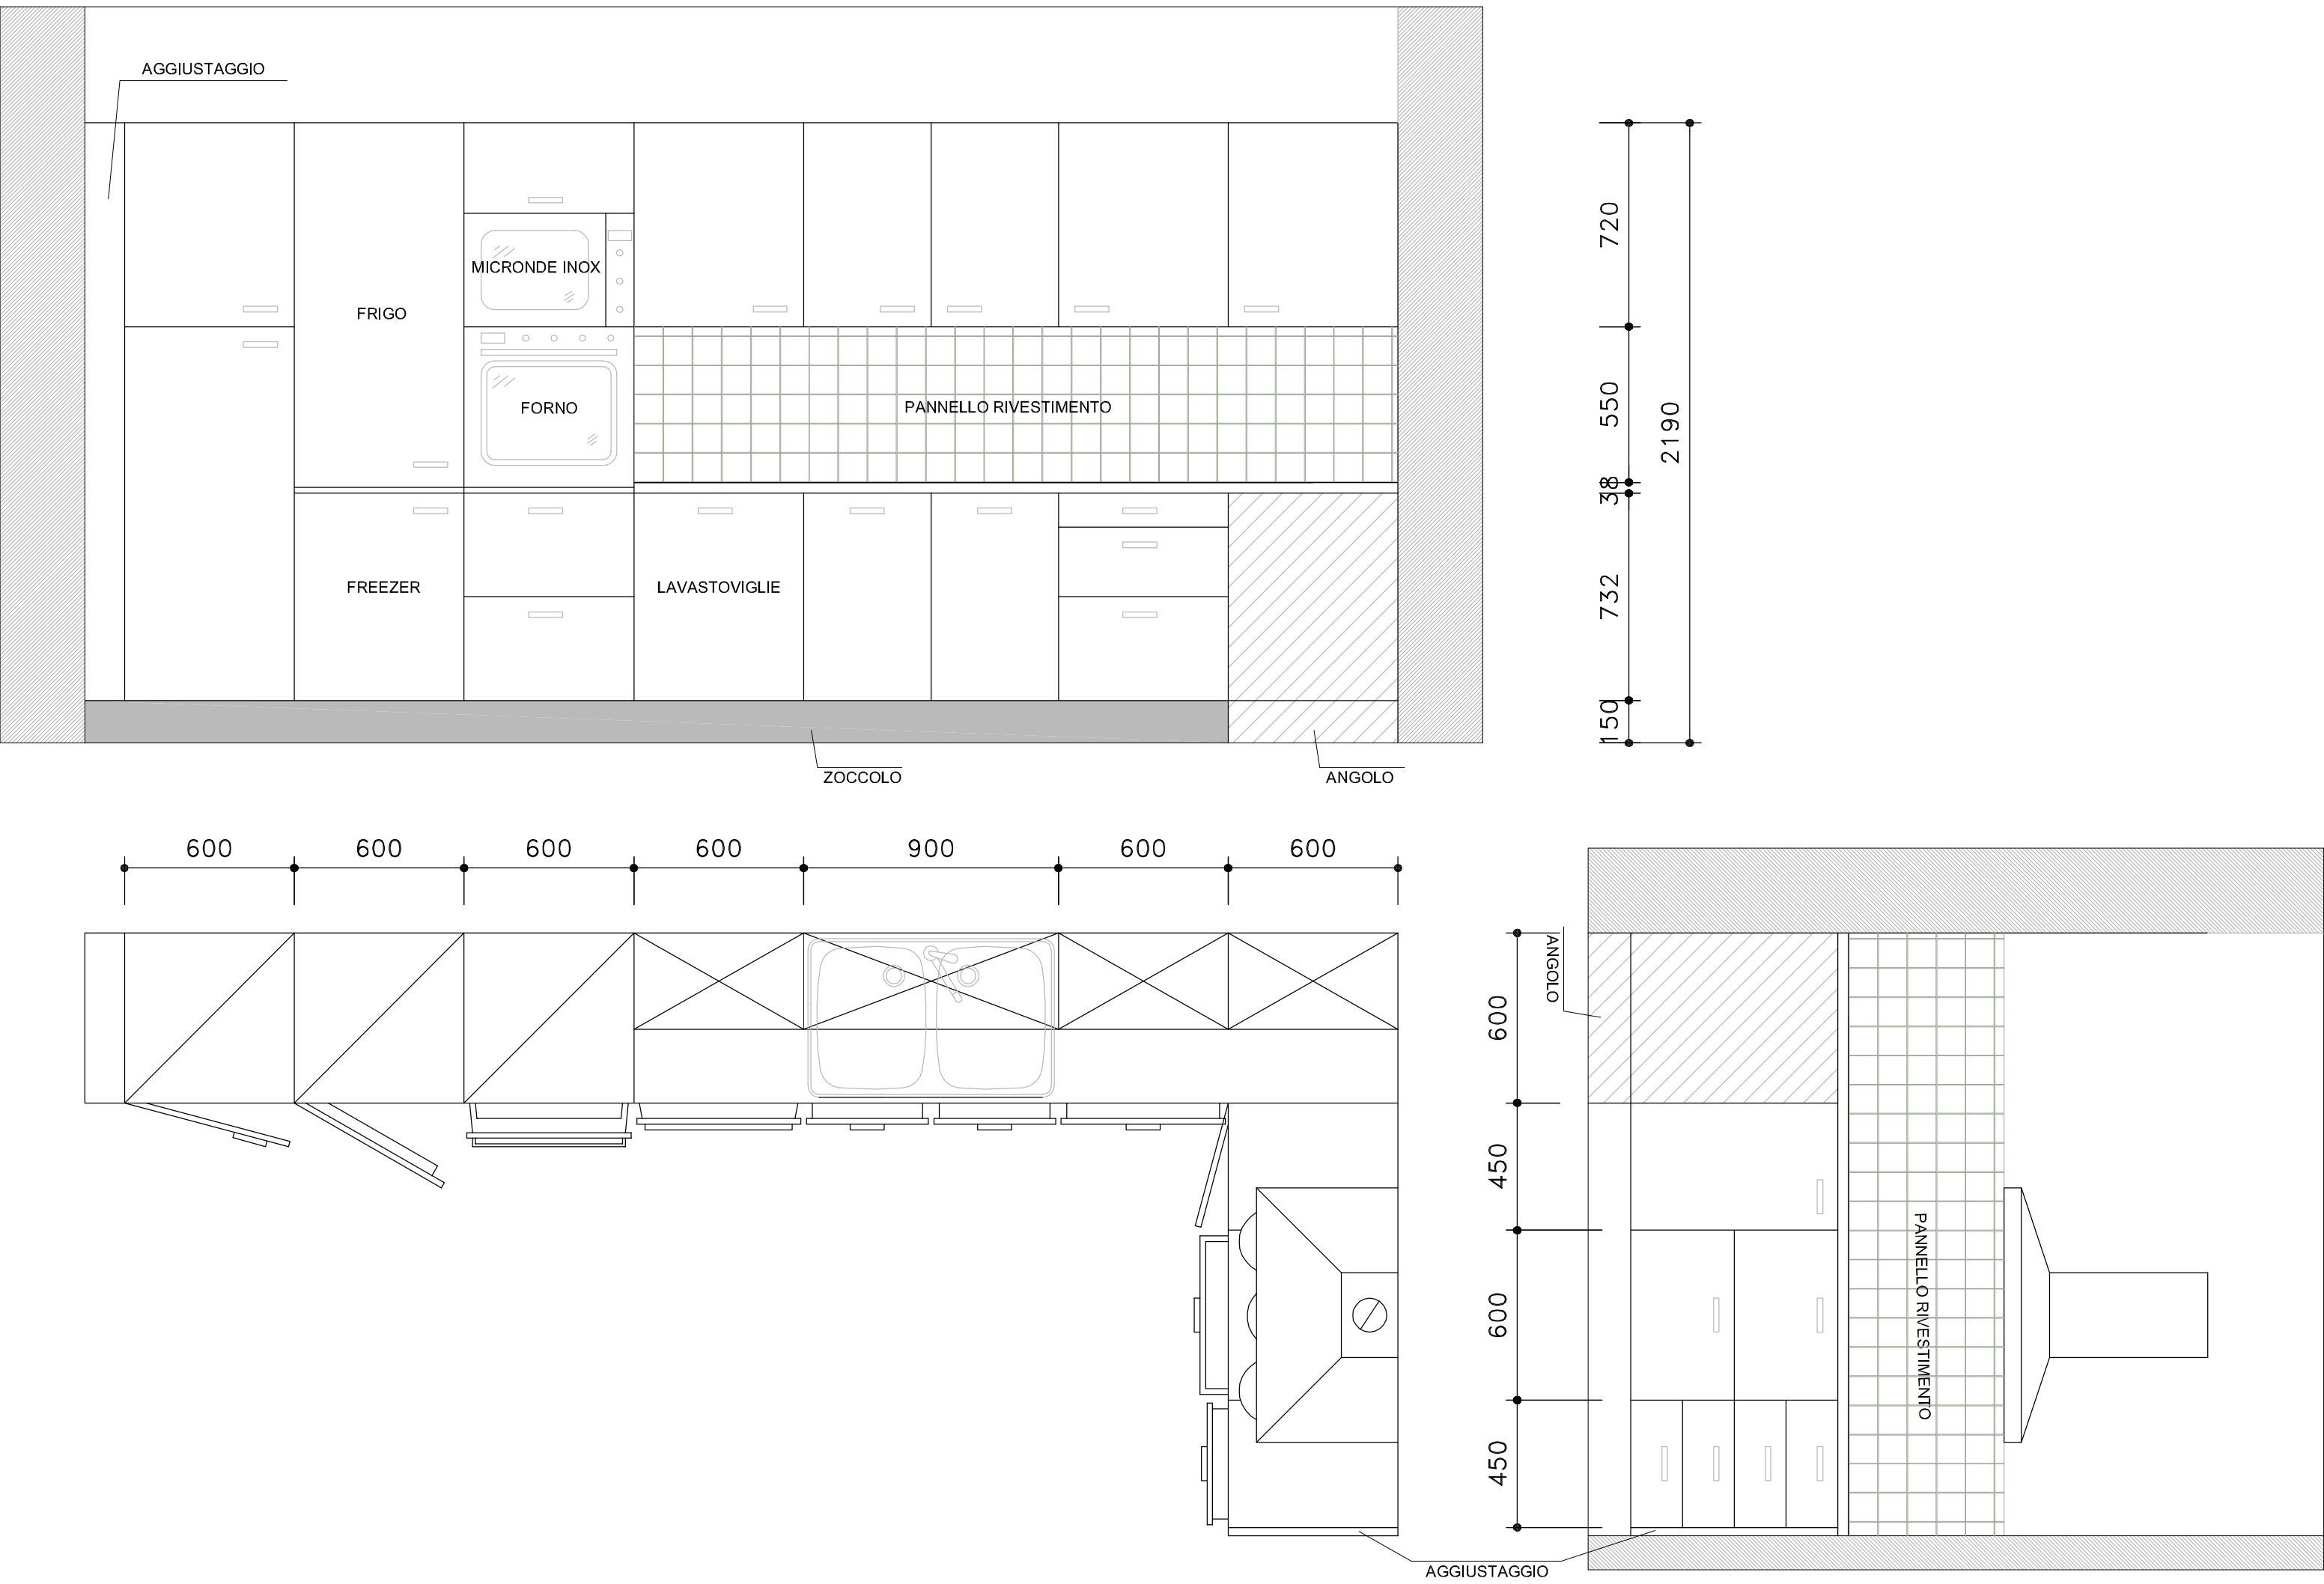 AGGIUSTAGGIO
720
MICRONDE INOX
FRIGO
550
2190
FORNO
PANNELLO RIVESTIMENTO
38
FREEZER
LAVASTOVIGLIE
732
150
ZOCCOLO
ANGOLO
600
600
600
600
900
600
600
ANGOLO
600
450
600
PANNELLO RIVESTIMENTO
450
AGGIUSTAGGIO